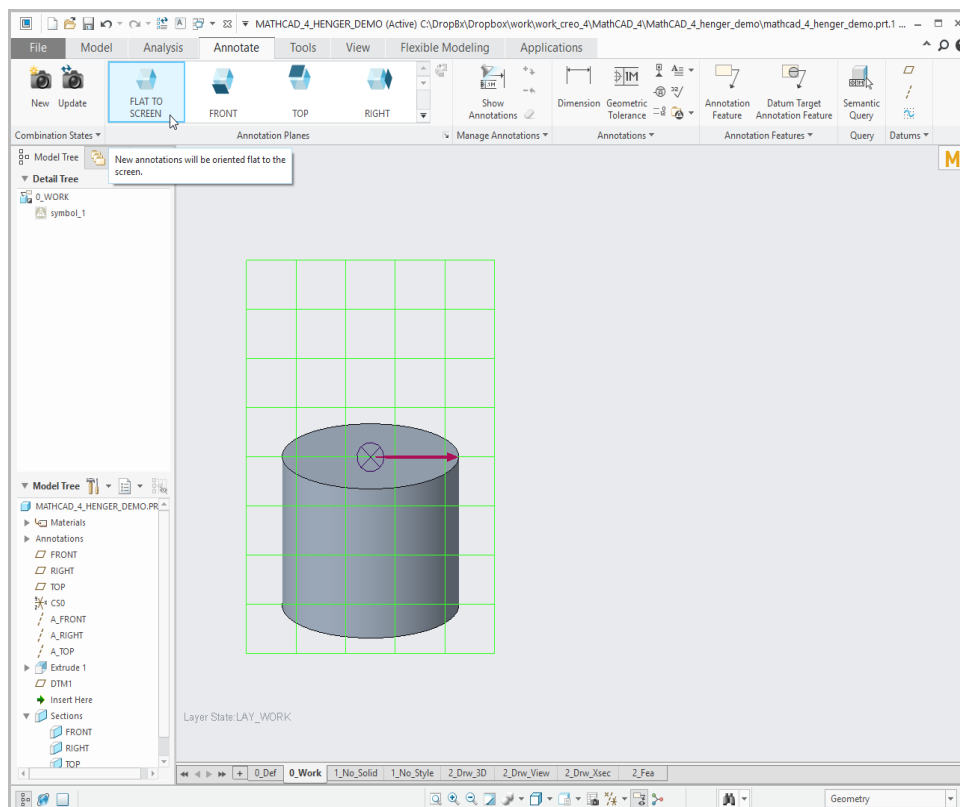 MATHCAD_4_HENGER_DEMO (Active) C:\DropBx\Dropbox\work\work_creo_4\MathCAD_4\MathCAD_4_henger_demo\mathcad_4_henger_demo.prt.1 ...
File Model Analysis Annotate Tools View Flexible Modeling Applications
New Update
FLAT TO
SCREEN
FRONT TOP RIGHT
Show
Annotations
Dimension
Geometric
Tolerance
Annotation
Feature
Datum Target
Annotation Feature
Semantic
Query
Combination States Annotation Planes Manage Annotations Annotations Annotation Features Query Datums
Model Tree
New annotations will be oriented flat to the
screen.
Detail Tree
0_WORK
symbol_1
M
Model Tree
MATHCAD_4_HENGER_DEMO.PR
Materials
Annotations
FRONT
RIGHT
TOP
CS0
A_FRONT
A_RIGHT
A_TOP
Extrude 1
DTM1
Insert Here
Sections
FRONT
RIGHT
TOP
Layer State:LAY_WORK
0_Def 0_Work 1_No_Solid 1_No_Style 2_Drw_3D 2_Drw_View 2_Drw_Xsec 2_Fea
Geometry